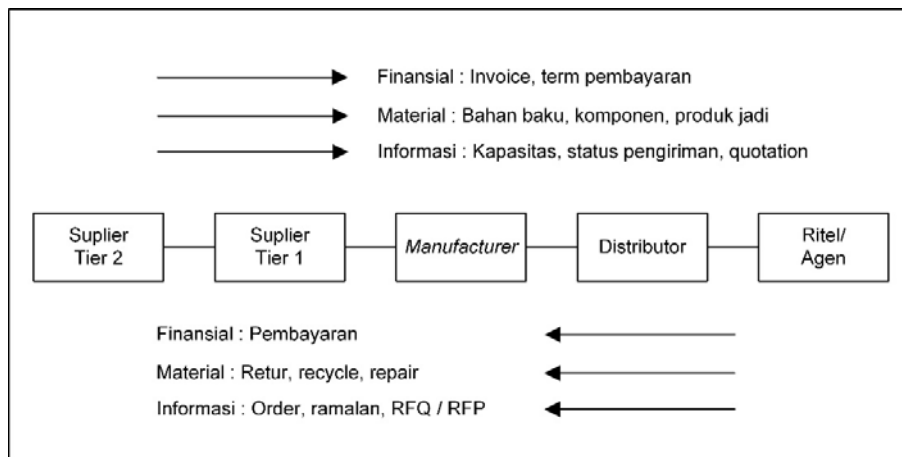 Finansial : Invoice, term pembayaran
Material : Bahan baku, komponen, produk jadi
Informasi : Kapasitas, status pengiriman, quotation
Suplier
Tier 2
Suplier
Tier 1
Manufacturer
Distributor
Ritel/
Agen
Finansial : Pembayaran
Material : Retur, recycle, repair
Informasi : Order, ramalan, RFQ / RFP